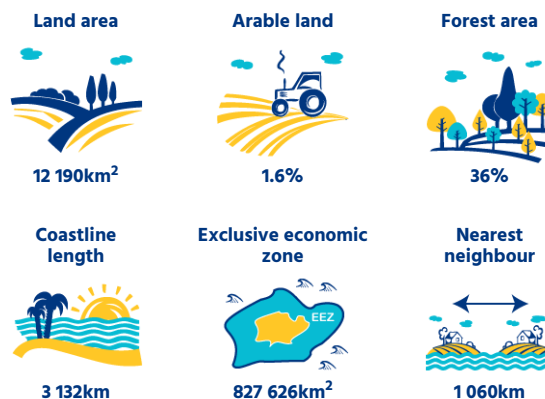 Land area
Arable land
Forest area
12 190km²
1.6%
36%
Coastline
length
Exclusive economic
zone
Nearest
neighbour
EEZ
3 132km
827 626km²
1 060km